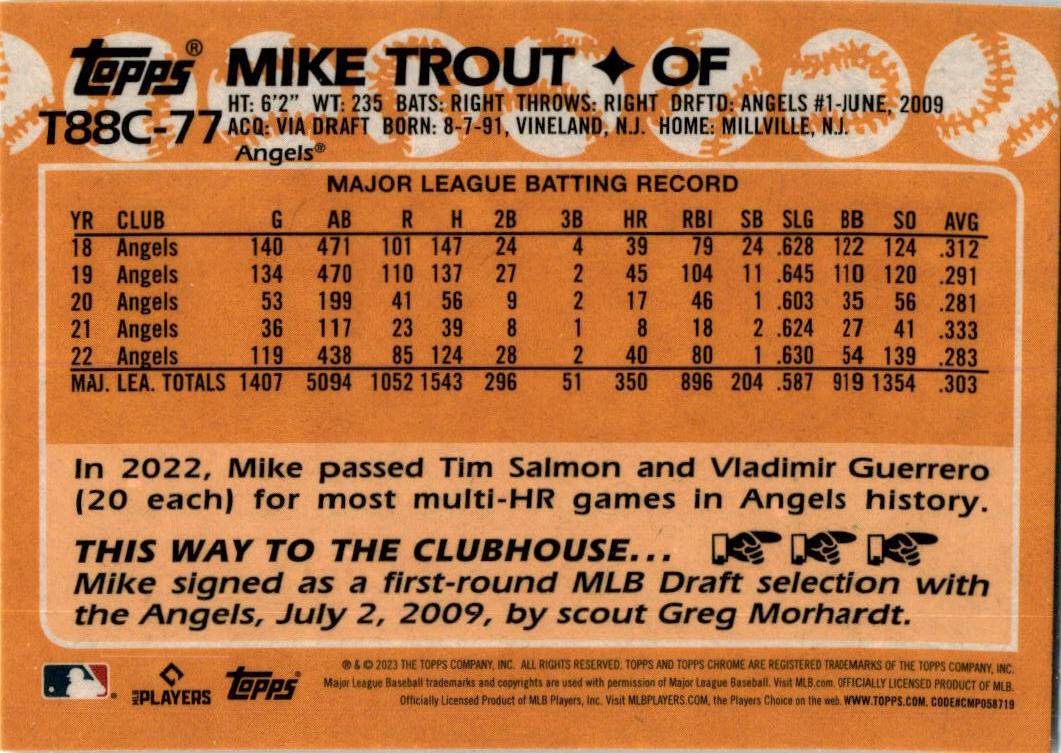 Topps® MIKE TROUT ✦ OF
HT: 6'2" WT: 235 BATS: RIGHT THROWS: RIGHT DRFTD: ANGELS #1-JUNE, 2009
T88C-77 ACQ: VIA DRAFT BORN: 8-7-91, VINELAND, N.J. HOME: MILLVILLE, N.J.
Angels®
MAJOR LEAGUE BATTING RECORD
YR CLUB G AB R H 2B 3B HR RBI SB SLG BB SO AVG
18 Angels 140 471 101 147 24 4 39 79 24 .628 122 124 .312
19 Angels 134 470 110 137 27 2 45 104 11 .645 110 120 .291
20 Angels 53 199 41 56 9 2 17 46 1 .603 35 56 .281
21 Angels 36 117 23 39 8 1 8 18 2 .624 27 41 .333
22 Angels 119 438 85 124 28 2 40 80 1 .630 54 139 .283
MAJ. LEA. TOTALS 1407 5094 1052 1543 296 51 350 896 204 .587 919 1354 .303
In 2022, Mike passed Tim Salmon and Vladimir Guerrero
(20 each) for most multi-HR games in Angels history.
THIS WAY TO THE CLUBHOUSE...
Mike signed as a first-round MLB Draft selection with
the Angels, July 2, 2009, by scout Greg Morhardt.
MLB PLAYERS Topps®
® & © 2023 THE TOPPS COMPANY, INC. ALL RIGHTS RESERVED. TOPPS AND TOPPS CHROME ARE REGISTERED TRADEMARKS OF THE TOPPS COMPANY, INC.
Major League Baseball trademarks and copyrights are used with permission of Major League Baseball. Visit MLB.com. OFFICIALLY LICENSED PRODUCT OF MLB.
Officially Licensed Product of MLB Players, Inc. Visit MLBPLAYERS.COM, the Players Choice on the web. WWW.TOPPS.COM. CODE#CMP058719